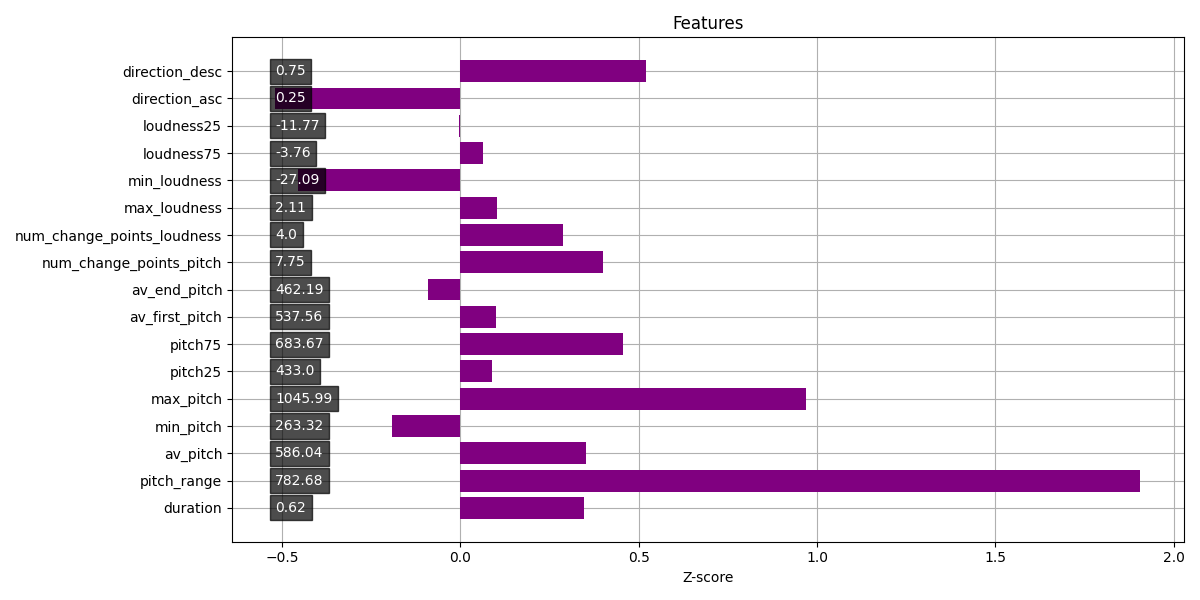 Features
direction_desc 0.75
direction_asc 0.25
loudness25 -11.77
loudness75 -3.76
min_loudness -27.09
max_loudness 2.11
num_change_points_loudness 4.0
num_change_points_pitch 7.75
av_end_pitch 462.19
av_first_pitch 537.56
pitch75 683.67
pitch25 433.0
max_pitch 1045.99
min_pitch 263.32
av_pitch 586.04
pitch_range 782.68
duration 0.62
−0.5 0.0 0.5 1.0 1.5 2.0
Z-score